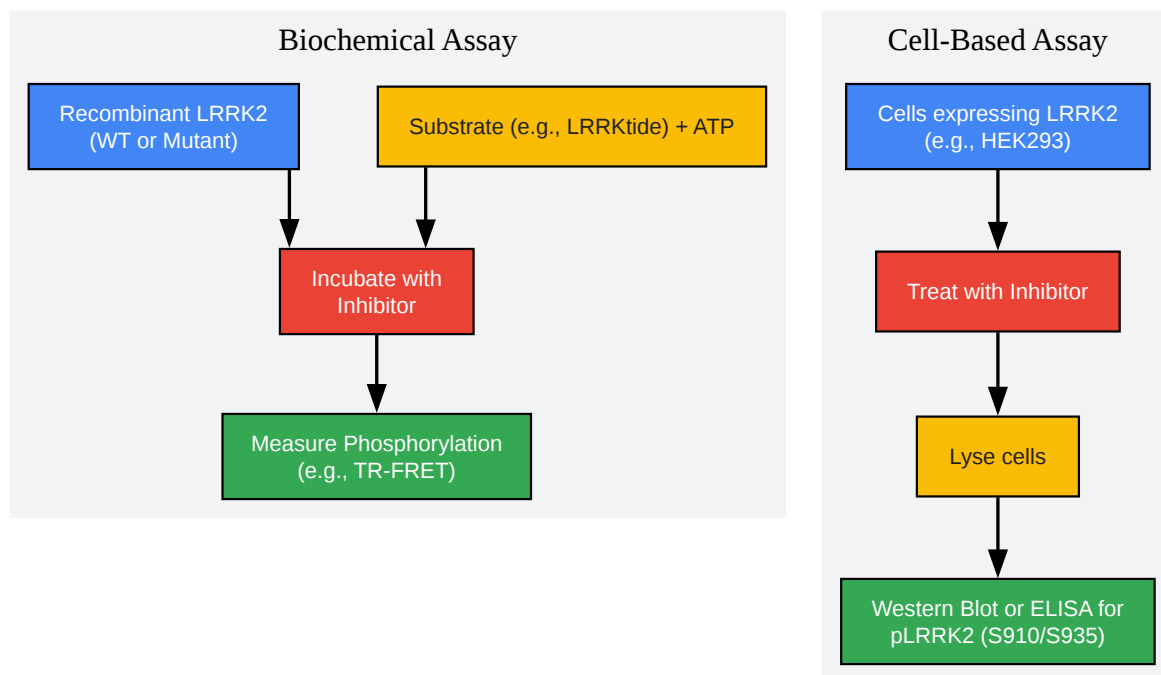 Biochemical Assay
Recombinant LRRK2
(WT or Mutant)
Substrate (e.g., LRRKtide) + ATP
Incubate with
Inhibitor
Measure Phosphorylation
(e.g., TR-FRET)
Cell-Based Assay
Cells expressing LRRK2
(e.g., HEK293)
Treat with Inhibitor
Lyse cells
Western Blot or ELISA for
pLRRK2 (S910/S935)